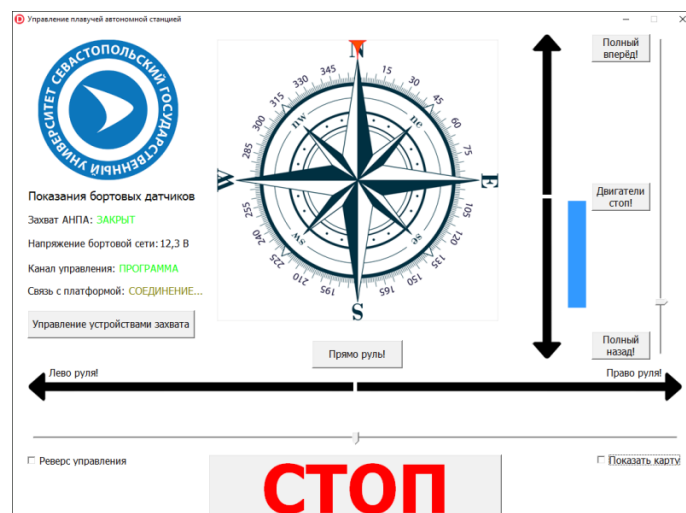 Управление плавучей автономной станцией
СЕВАСТОПОЛЬСКИЙ ГОСУДАРСТВЕННЫЙ УНИВЕРСИТЕТ
Показания бортовых датчиков
Захват АНПА: ЗАКРЫТ
Напряжение бортовой сети: 12,3 В
Канал управления: ПРОГРАММА
Связь с платформой: СОЕДИНЕНИЕ...
Управление устройствами захвата
N
15
30
45
60
75
E
105
120
135
150
165
S
195
210
225
240
255
W
285
300
315
330
345
nw
ne
sw
se
Полный
вперёд!
Двигатели
стоп!
Полный
назад!
Прямо руль!
Лево руля!
Право руля!
Реверс управления
Показать карту
СТОП